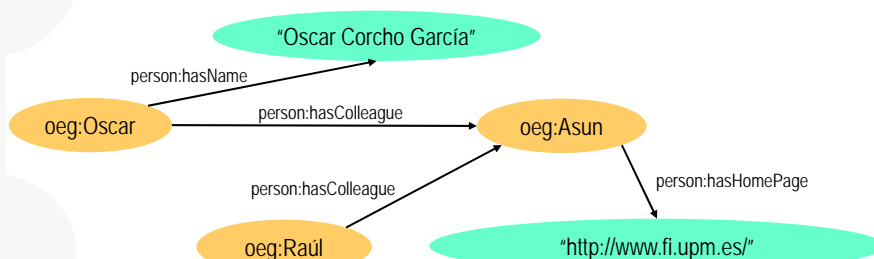 “Oscar Corcho García”
person:hasName
person:hasColleague
oeg:Oscar
oeg:Asun
person:hasColleague
person:hasHomePage
oeg:Raúl
“http://www.fi.upm.es/”